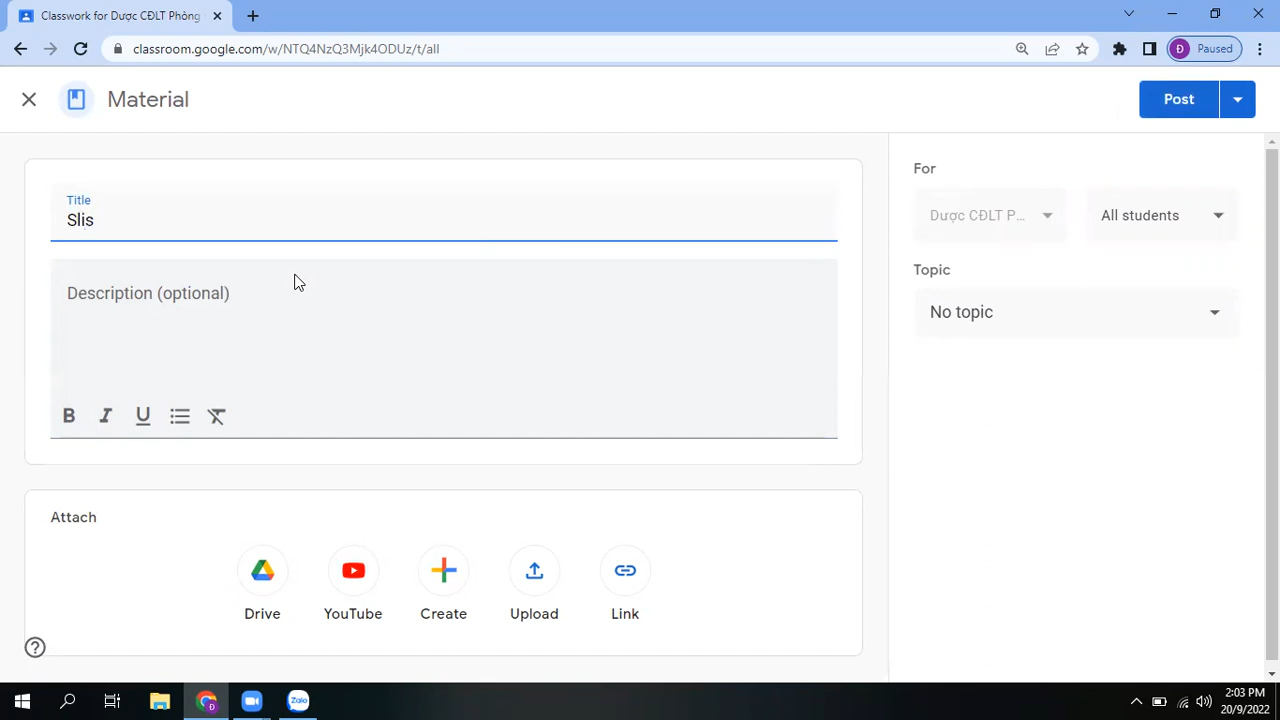 Classwork for Dược CĐLT Phòng
classroom.google.com/w/NTQ4NzQ3Mjk4ODUz/t/all
Đ
Paused
Material
Post
Title
Slis
Description (optional)
B I U
Attach
Drive
YouTube
Create
Upload
Link
For
Dược CĐLT P...
All students
Topic
No topic
Zalo
2:03 PM
20/9/2022